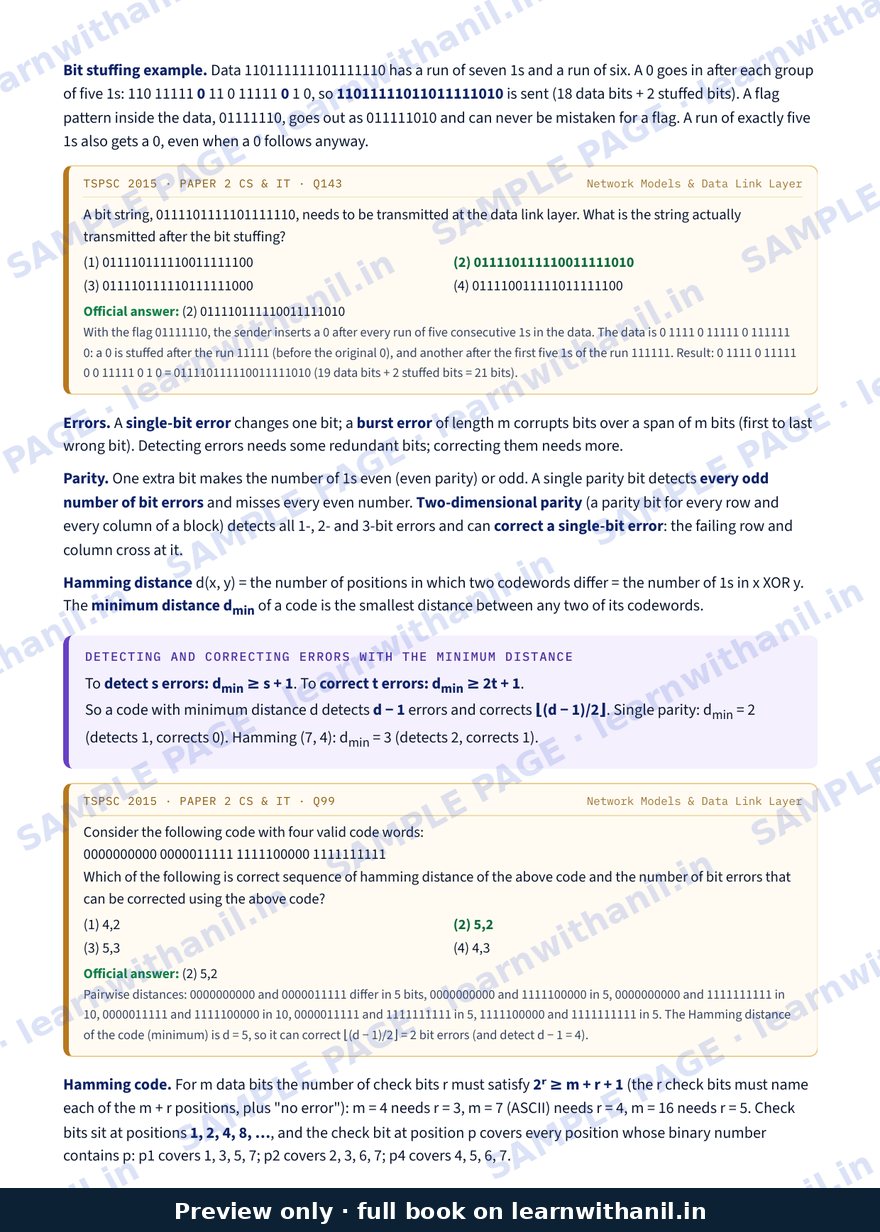 Bit stuffing example. Data 110111111101111110 has a run of seven 1s and a run of six. A 0 goes in after each group
of five 1s: 110 11111 0 11 0 11111 0 1 0, so 11011111011011111010 is sent (18 data bits + 2 stuffed bits). A flag
pattern inside the data, 01111110, goes out as 011111010 and can never be mistaken for a flag. A run of exactly five
1s also gets a 0, even when a 0 follows anyway.
TSPSC 2015 · PAPER 2 CS & IT · Q143 Network Models & Data Link Layer
A bit string, 0111101111101111110, needs to be transmitted at the data link layer. What is the string actually
transmitted after the bit stuffing?
(1) 011110111110011111100 (2) 011110111110011111010
(3) 011110111110111111000 (4) 011110011111011111100
Official answer: (2) 011110111110011111010
With the flag 01111110, the sender inserts a 0 after every run of five consecutive 1s in the data. The data is 0 1111 0 11111 0 111111
0: a 0 is stuffed after the run 11111 (before the original 0), and another after the first five 1s of the run 111111. Result: 0 1111 0 11111
0 0 11111 0 1 0 = 011110111110011111010 (19 data bits + 2 stuffed bits = 21 bits).
Errors. A single-bit error changes one bit; a burst error of length m corrupts bits over a span of m bits (first to last
wrong bit). Detecting errors needs some redundant bits; correcting them needs more.
Parity. One extra bit makes the number of 1s even (even parity) or odd. A single parity bit detects every odd
number of bit errors and misses every even number. Two-dimensional parity (a parity bit for every row and
every column of a block) detects all 1-, 2- and 3-bit errors and can correct a single-bit error: the failing row and
column cross at it.
Hamming distance d(x, y) = the number of positions in which two codewords differ = the number of 1s in x XOR y.
The minimum distance dmin of a code is the smallest distance between any two of its codewords.
DETECTING AND CORRECTING ERRORS WITH THE MINIMUM DISTANCE
To detect s errors: dmin ≥ s + 1. To correct t errors: dmin ≥ 2t + 1.
So a code with minimum distance d detects d − 1 errors and corrects ⌊(d − 1)/2⌋. Single parity: dmin = 2
(detects 1, corrects 0). Hamming (7, 4): dmin = 3 (detects 2, corrects 1).
TSPSC 2015 · PAPER 2 CS & IT · Q99 Network Models & Data Link Layer
Consider the following code with four valid code words:
0000000000 0000011111 1111100000 1111111111
Which of the following is correct sequence of hamming distance of the above code and the number of bit errors that
can be corrected using the above code?
(1) 4,2 (2) 5,2
(3) 5,3 (4) 4,3
Official answer: (2) 5,2
Pairwise distances: 0000000000 and 0000011111 differ in 5 bits, 0000000000 and 1111100000 in 5, 0000000000 and 1111111111 in
10, 0000011111 and 1111100000 in 10, 0000011111 and 1111111111 in 5, 1111100000 and 1111111111 in 5. The Hamming distance
of the code (minimum) is d = 5, so it can correct ⌊(d − 1)/2⌋ = 2 bit errors (and detect d − 1 = 4).
Hamming code. For m data bits the number of check bits r must satisfy 2ʳ ≥ m + r + 1 (the r check bits must name
each of the m + r positions, plus "no error"): m = 4 needs r = 3, m = 7 (ASCII) needs r = 4, m = 16 needs r = 5. Check
bits sit at positions 1, 2, 4, 8, …, and the check bit at position p covers every position whose binary number
contains p: p1 covers 1, 3, 5, 7; p2 covers 2, 3, 6, 7; p4 covers 4, 5, 6, 7.
SAMPLE PAGE · learnwithanil.in
Preview only · full book on learnwithanil.in